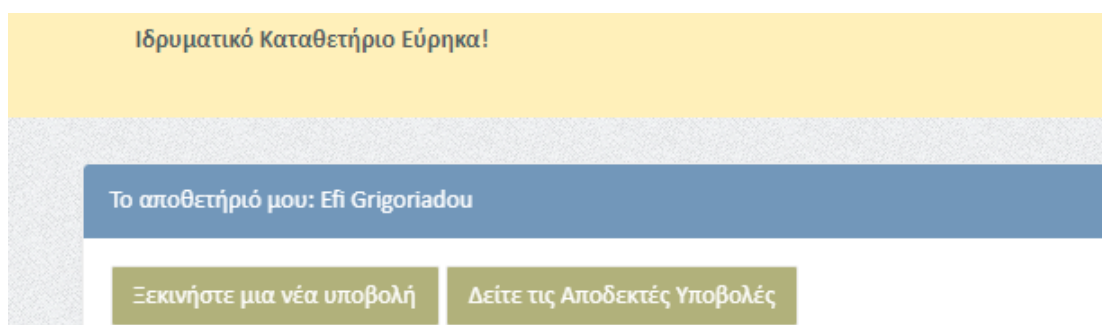 Ιδρυματικό Καταθετήριο Εύρηκα!
Το αποθετήριό μου: Efi Grigoriadou
Ξεκινήστε μια νέα υποβολή Δείτε τις Αποδεκτές Υποβολές